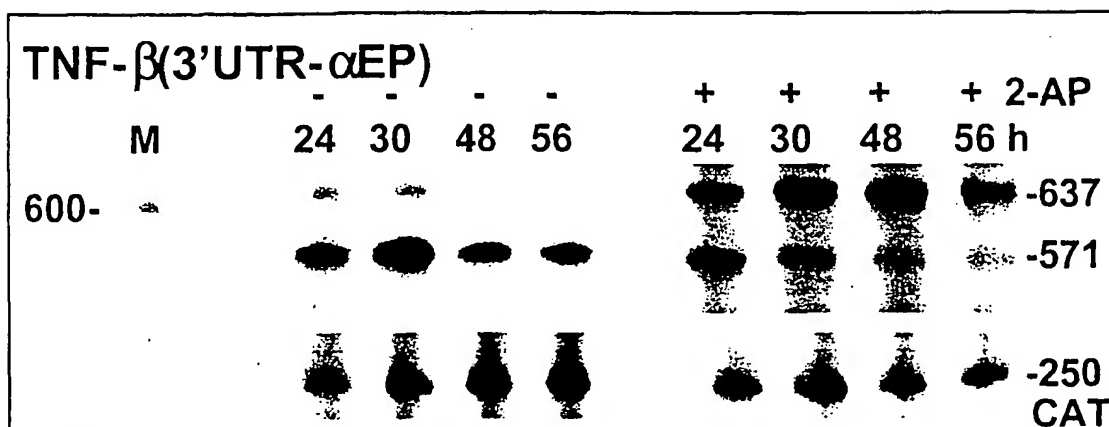 TNF-β(3'UTR-αEP)
- - - - + + + + 2-AP
M 24 30 48 56 24 30 48 56 h
600- -637
-571
-250
CAT